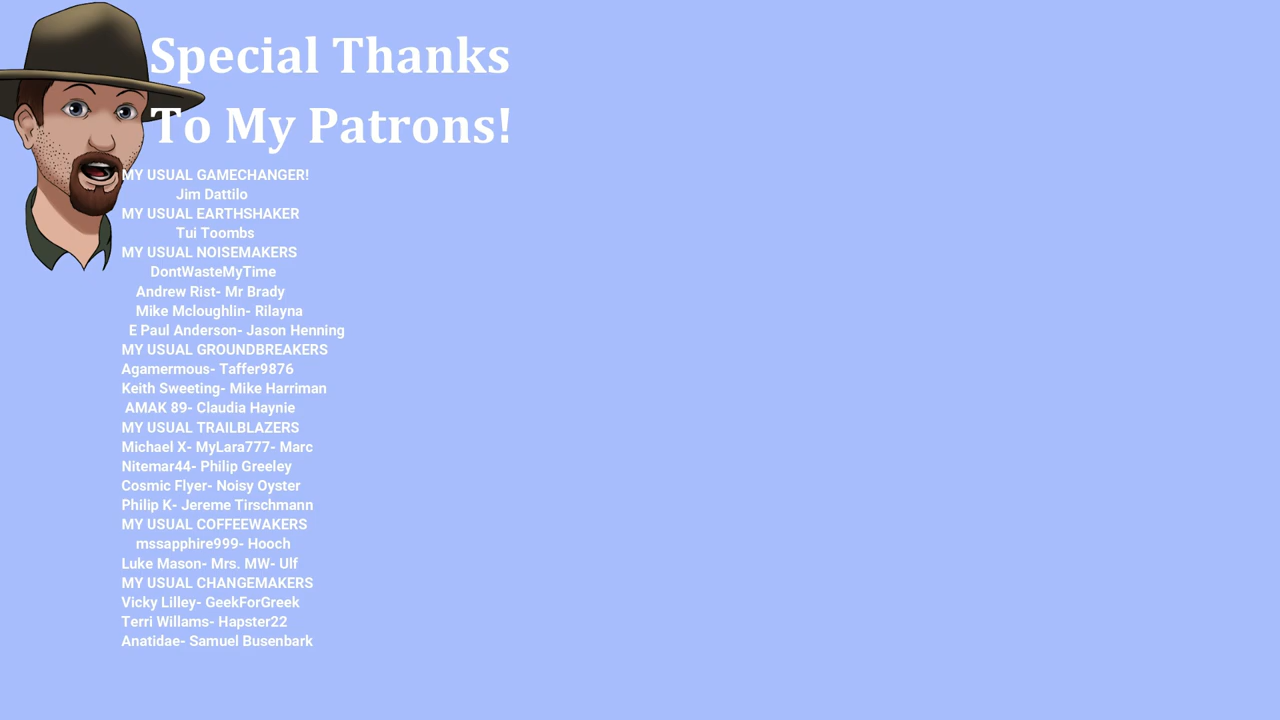 Special Thanks
To My Patrons!
MY USUAL GAMECHANGER!
Jim Dattilo
MY USUAL EARTHSHAKER
Tui Toombs
MY USUAL NOISEMAKERS
DontWasteMyTime
Andrew Rist- Mr Brady
Mike Mcloughlin- Rilayna
E Paul Anderson- Jason Henning
MY USUAL GROUNDBREAKERS
Agamermous- Taffer9876
Keith Sweeting- Mike Harriman
AMAK 89- Claudia Haynie
MY USUAL TRAILBLAZERS
Michael X- MyLara777- Marc
Nitemar44- Philip Greeley
Cosmic Flyer- Noisy Oyster
Philip K- Jereme Tirschmann
MY USUAL COFFEEWAKERS
mssapphire999- Hooch
Luke Mason- Mrs. MW- Ulf
MY USUAL CHANGEMAKERS
Vicky Lilley- GeekForGreek
Terri Willams- Hapster22
Anatidae- Samuel Busenbark